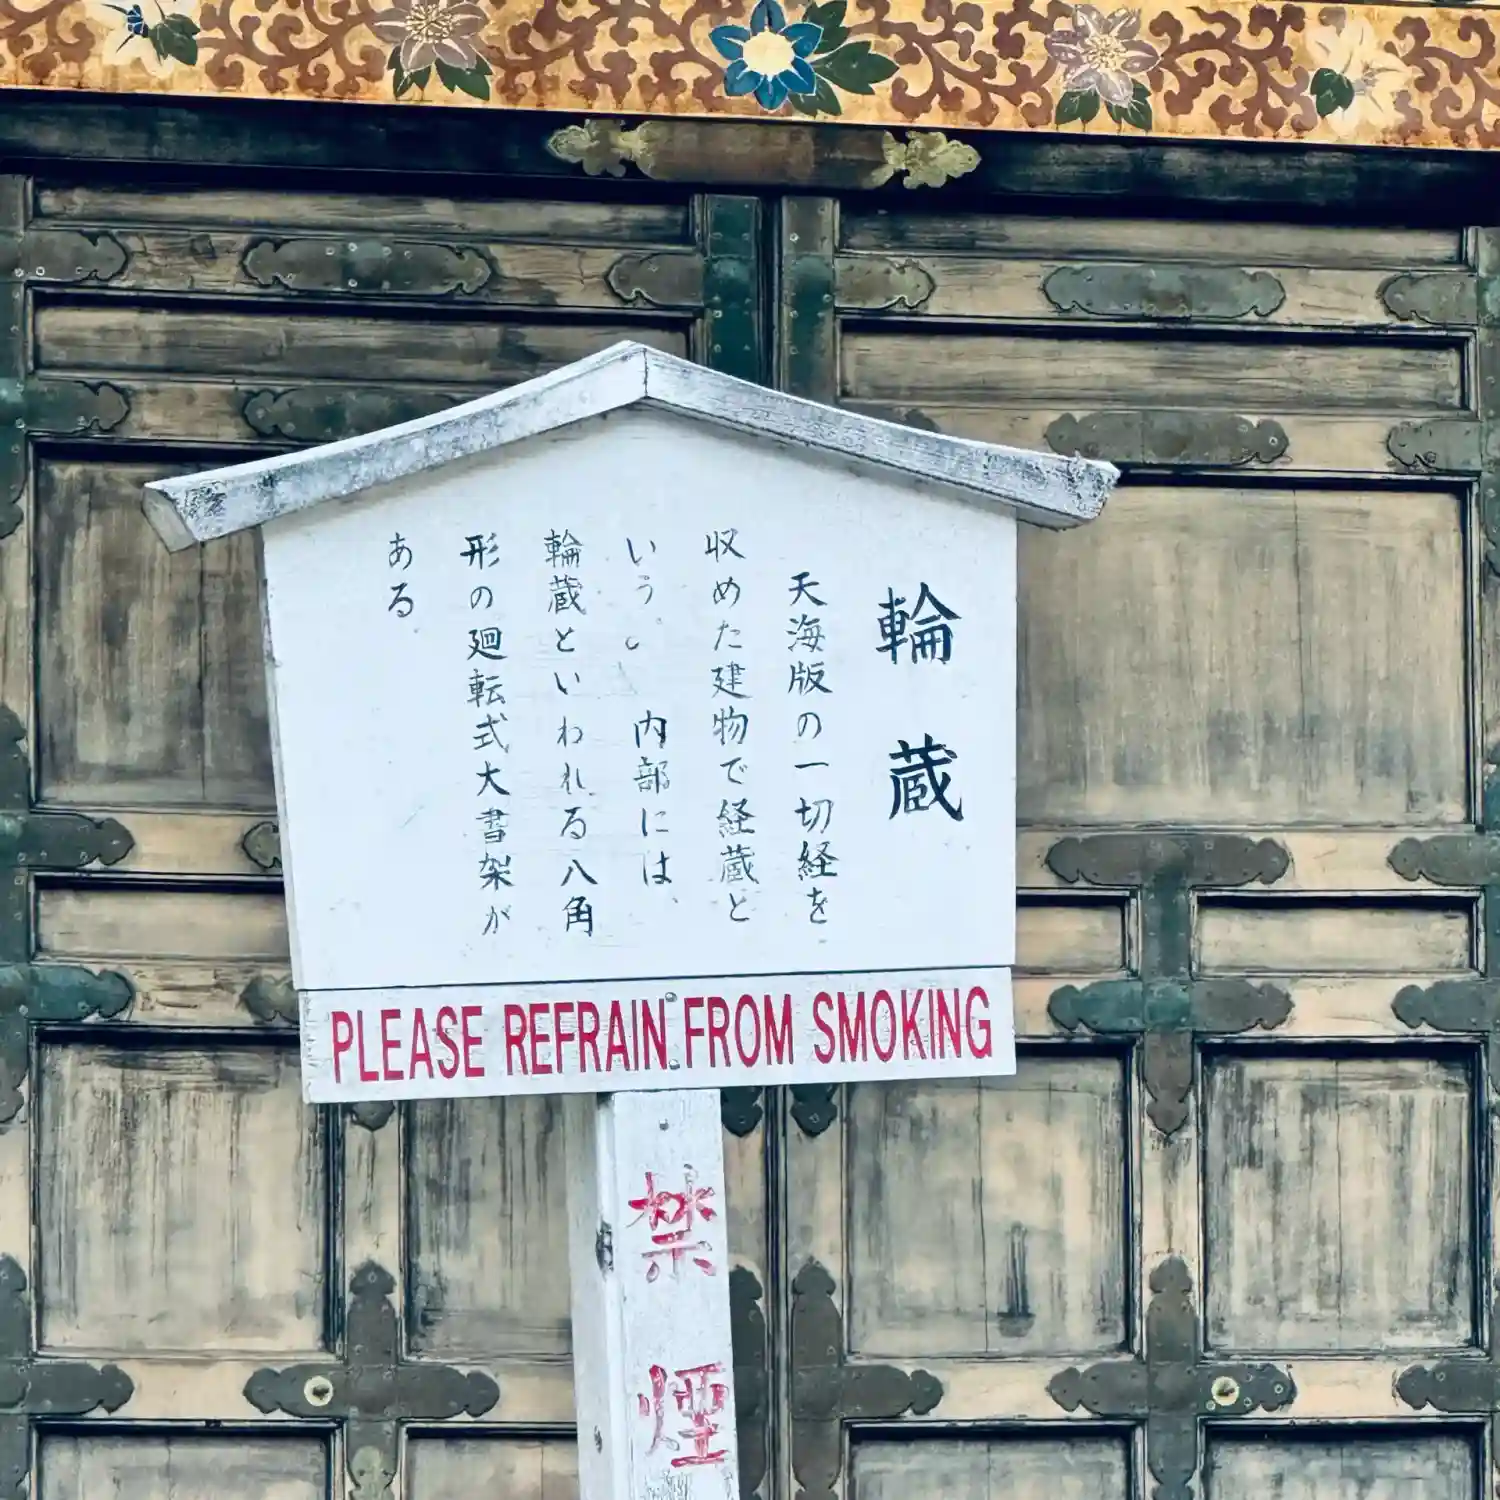 輪蔵
天海版の一切経を
収めた建物で経蔵と
いう。内部には、
輪蔵といわれる八角
形の廻転式大書架が
ある
PLEASE REFRAIN FROM SMOKING
禁煙